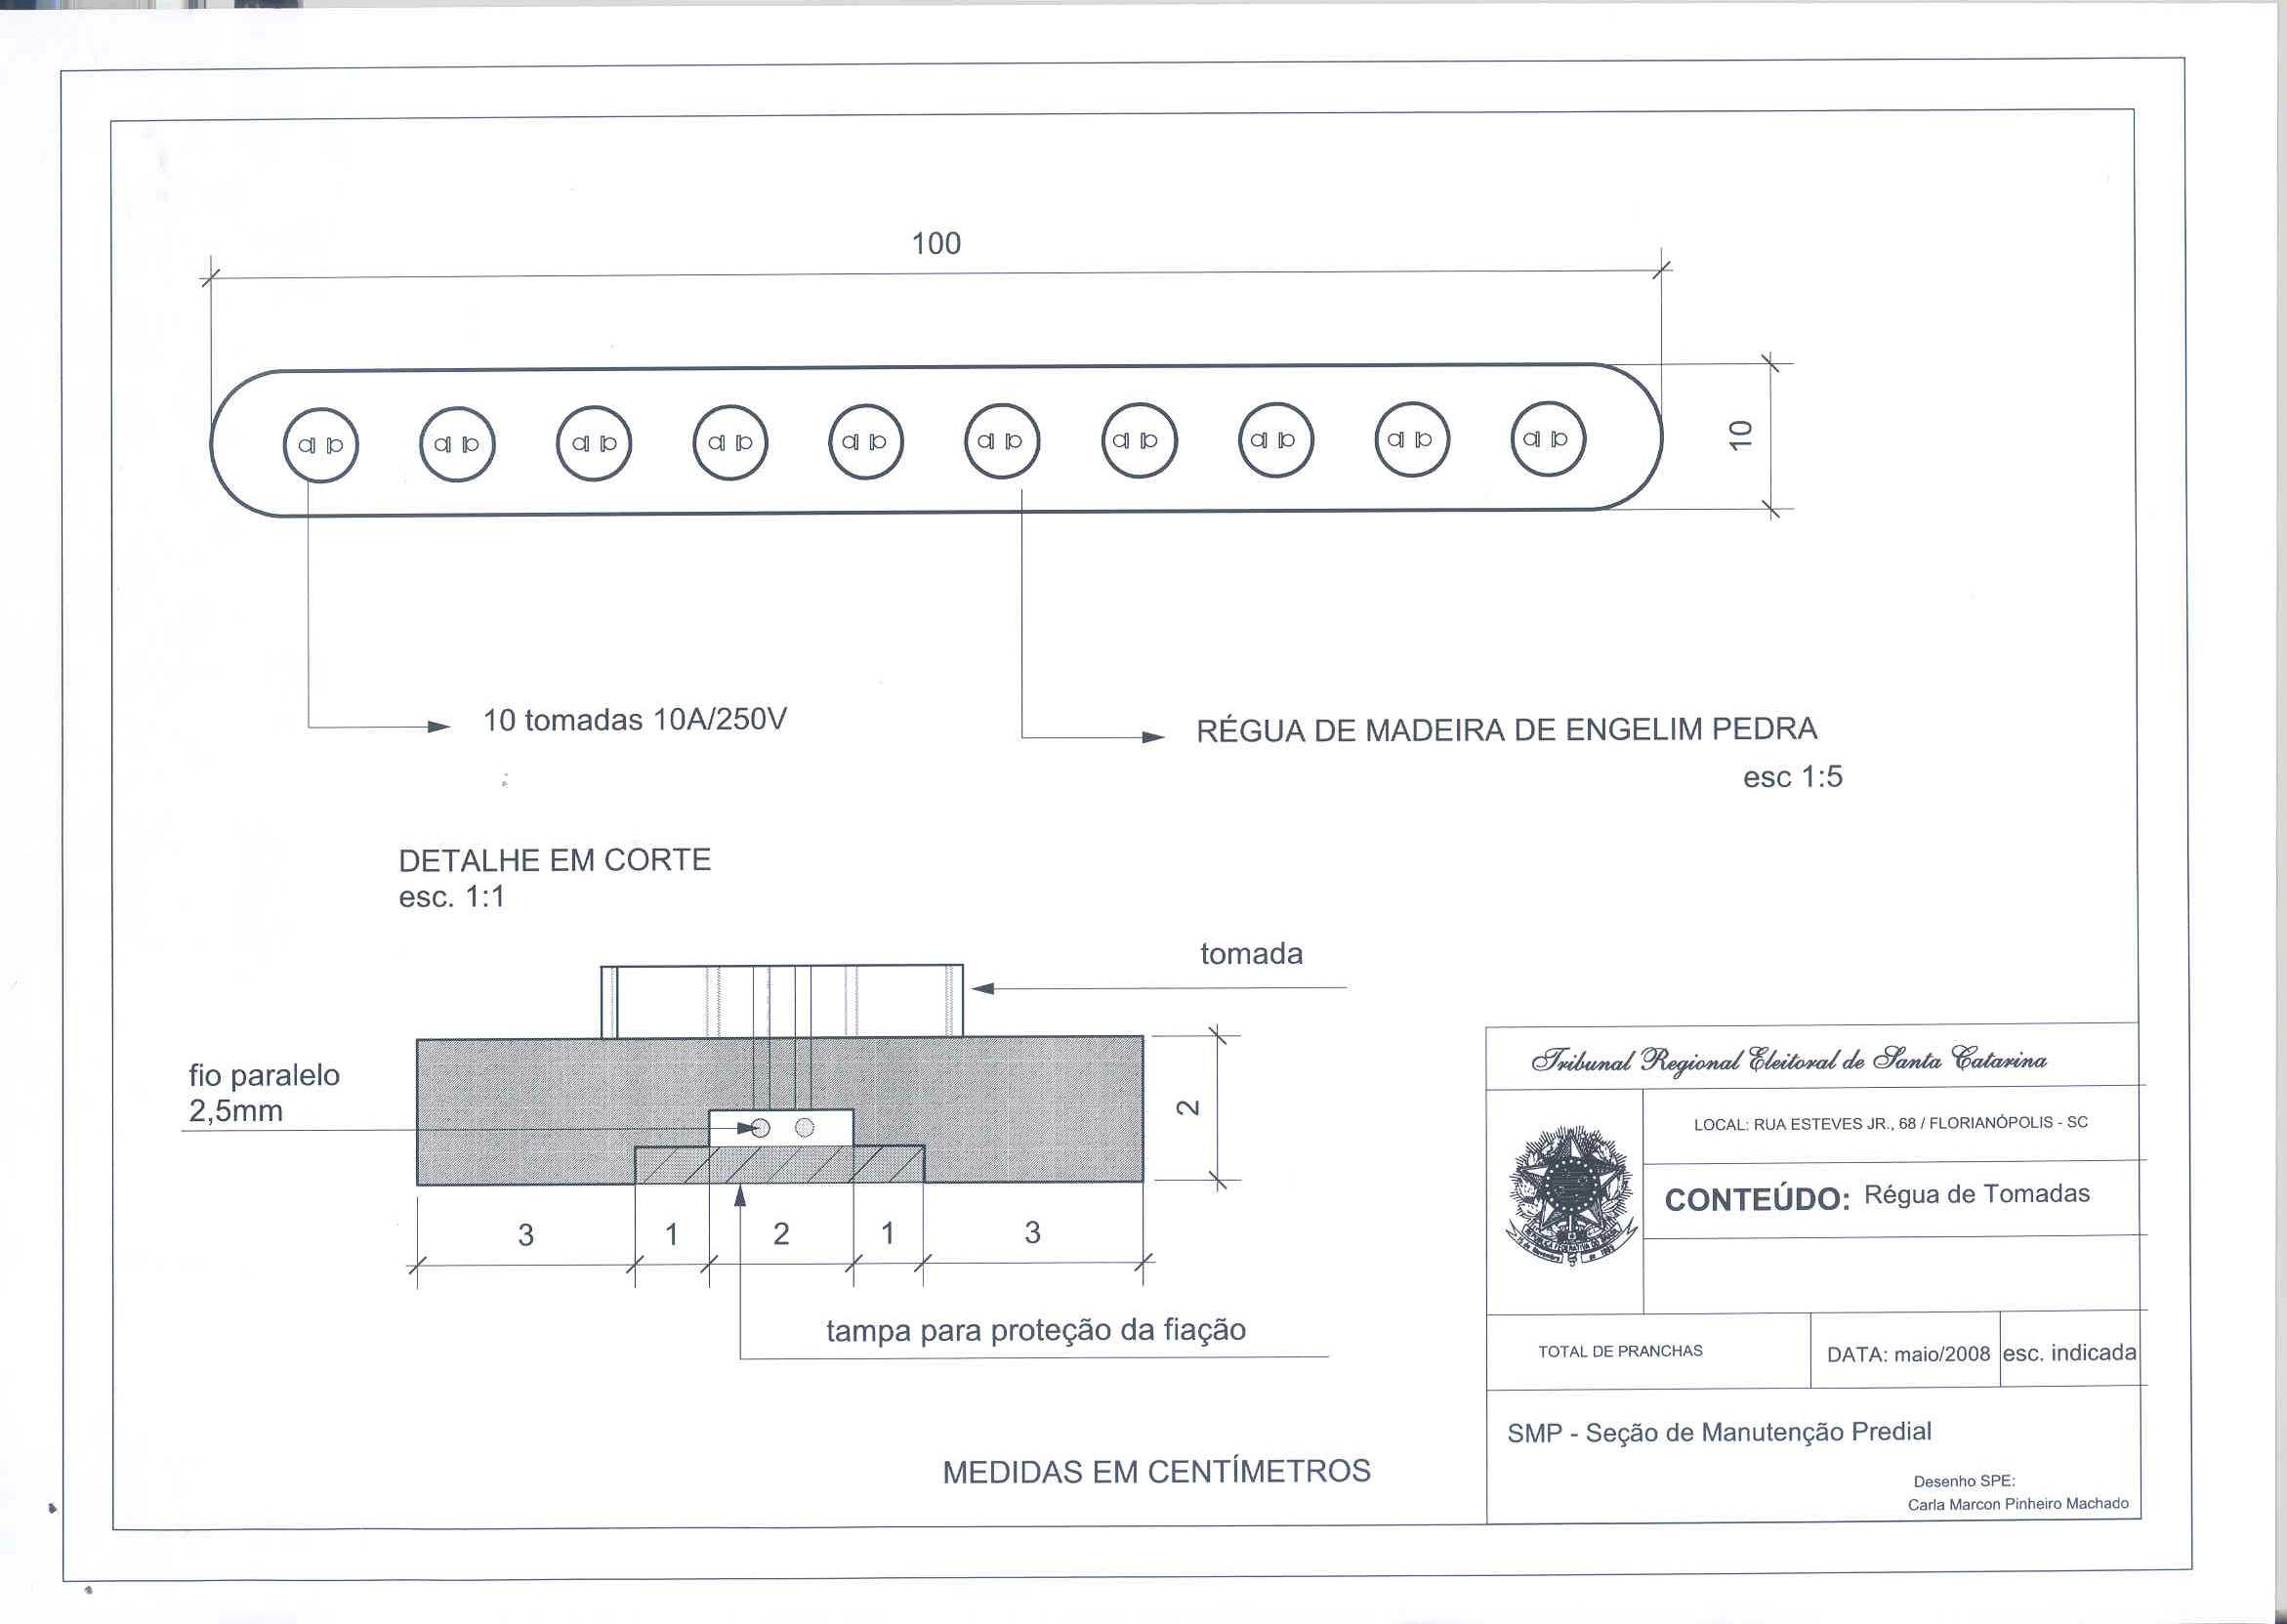 100
10
10 tomadas 10A/250V
RÉGUA DE MADEIRA DE ENGELIM PEDRA
esc 1:5
DETALHE EM CORTE
esc. 1:1
tomada
fio paralelo
2,5mm
2
3
1
2
1
3
tampa para proteção da fiação
MEDIDAS EM CENTÍMETROS
Tribunal Regional Eleitoral de Santa Catarina
LOCAL: RUA ESTEVES JR., 68 / FLORIANÓPOLIS - SC
CONTEÚDO: Régua de Tomadas
TOTAL DE PRANCHAS
DATA: maio/2008
esc. indicada
SMP - Seção de Manutenção Predial
Desenho SPE:
Carla Marcon Pinheiro Machado